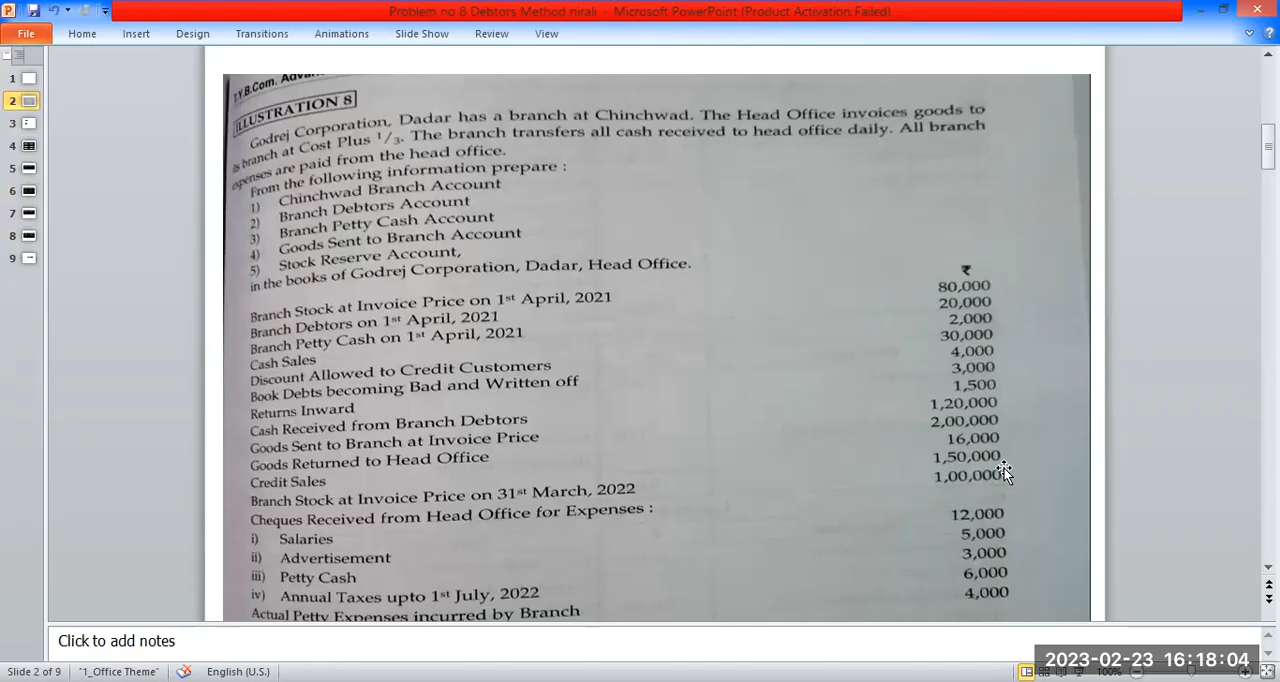 Problem no 8 Debtors Method nirali - Microsoft PowerPoint (Product Activation Failed)
File Home Insert Design Transitions Animations Slide Show Review View
1
2
3
4
5
6
7
8
9
T.Y.B.Com.
ILLUSTRATION 8
Godrej Corporation, Dadar has a branch at Chinchwad. The Head Office invoices goods to
its branch at Cost Plus 1/3. The branch transfers all cash received to head office daily. All branch
expenses are paid from the head office.
From the following information prepare :
1) Chinchwad Branch Account
2) Branch Debtors Account
3) Branch Petty Cash Account
4) Goods Sent to Branch Account
5) Stock Reserve Account,
in the books of Godrej Corporation, Dadar, Head Office.
₹
Branch Stock at Invoice Price on 1st April, 2021 80,000
Branch Debtors on 1st April, 2021 20,000
Branch Petty Cash on 1st April, 2021 2,000
Cash Sales 30,000
Discount Allowed to Credit Customers 4,000
Book Debts becoming Bad and Written off 3,000
Returns Inward 1,500
Cash Received from Branch Debtors 1,20,000
Goods Sent to Branch at Invoice Price 2,00,000
Goods Returned to Head Office 16,000
Credit Sales 1,50,000
Branch Stock at Invoice Price on 31st March, 2022 1,00,000
Cheques Received from Head Office for Expenses :
i) Salaries 12,000
ii) Advertisement 5,000
iii) Petty Cash 3,000
iv) Annual Taxes upto 1st July, 2022 6,000
Actual Petty Expenses incurred by Branch 4,000
Click to add notes
2023-02-23 16:18:04
Slide 2 of 9 "1_Office Theme" English (U.S.) 100%